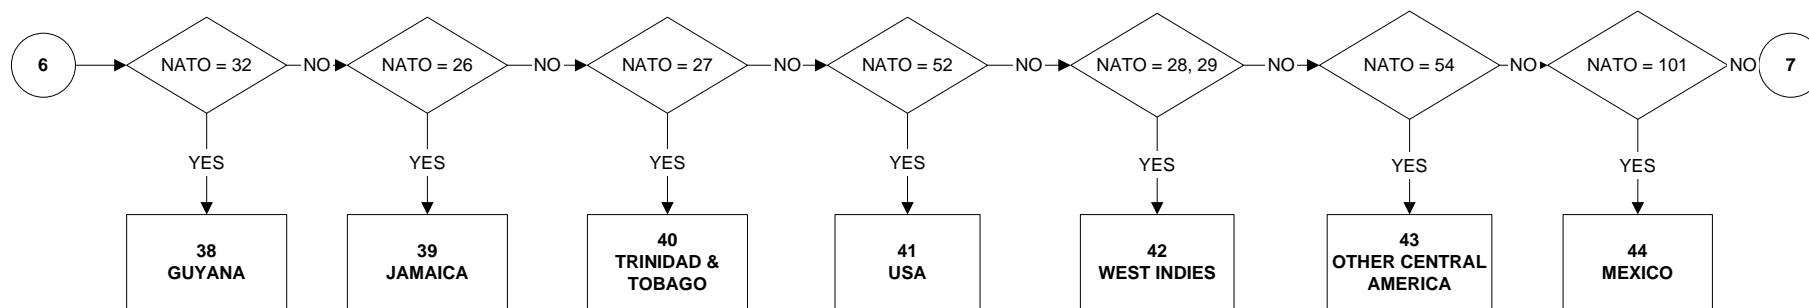 6
NATO = 32
NO
NATO = 26
NO
NATO = 27
NO
NATO = 52
NO
NATO = 28, 29
NO
NATO = 54
NO
NATO = 101
NO
7
YES
YES
YES
YES
YES
YES
YES
38
GUYANA
39
JAMAICA
40
TRINIDAD &
TOBAGO
41
USA
42
WEST INDIES
43
OTHER CENTRAL
AMERICA
44
MEXICO